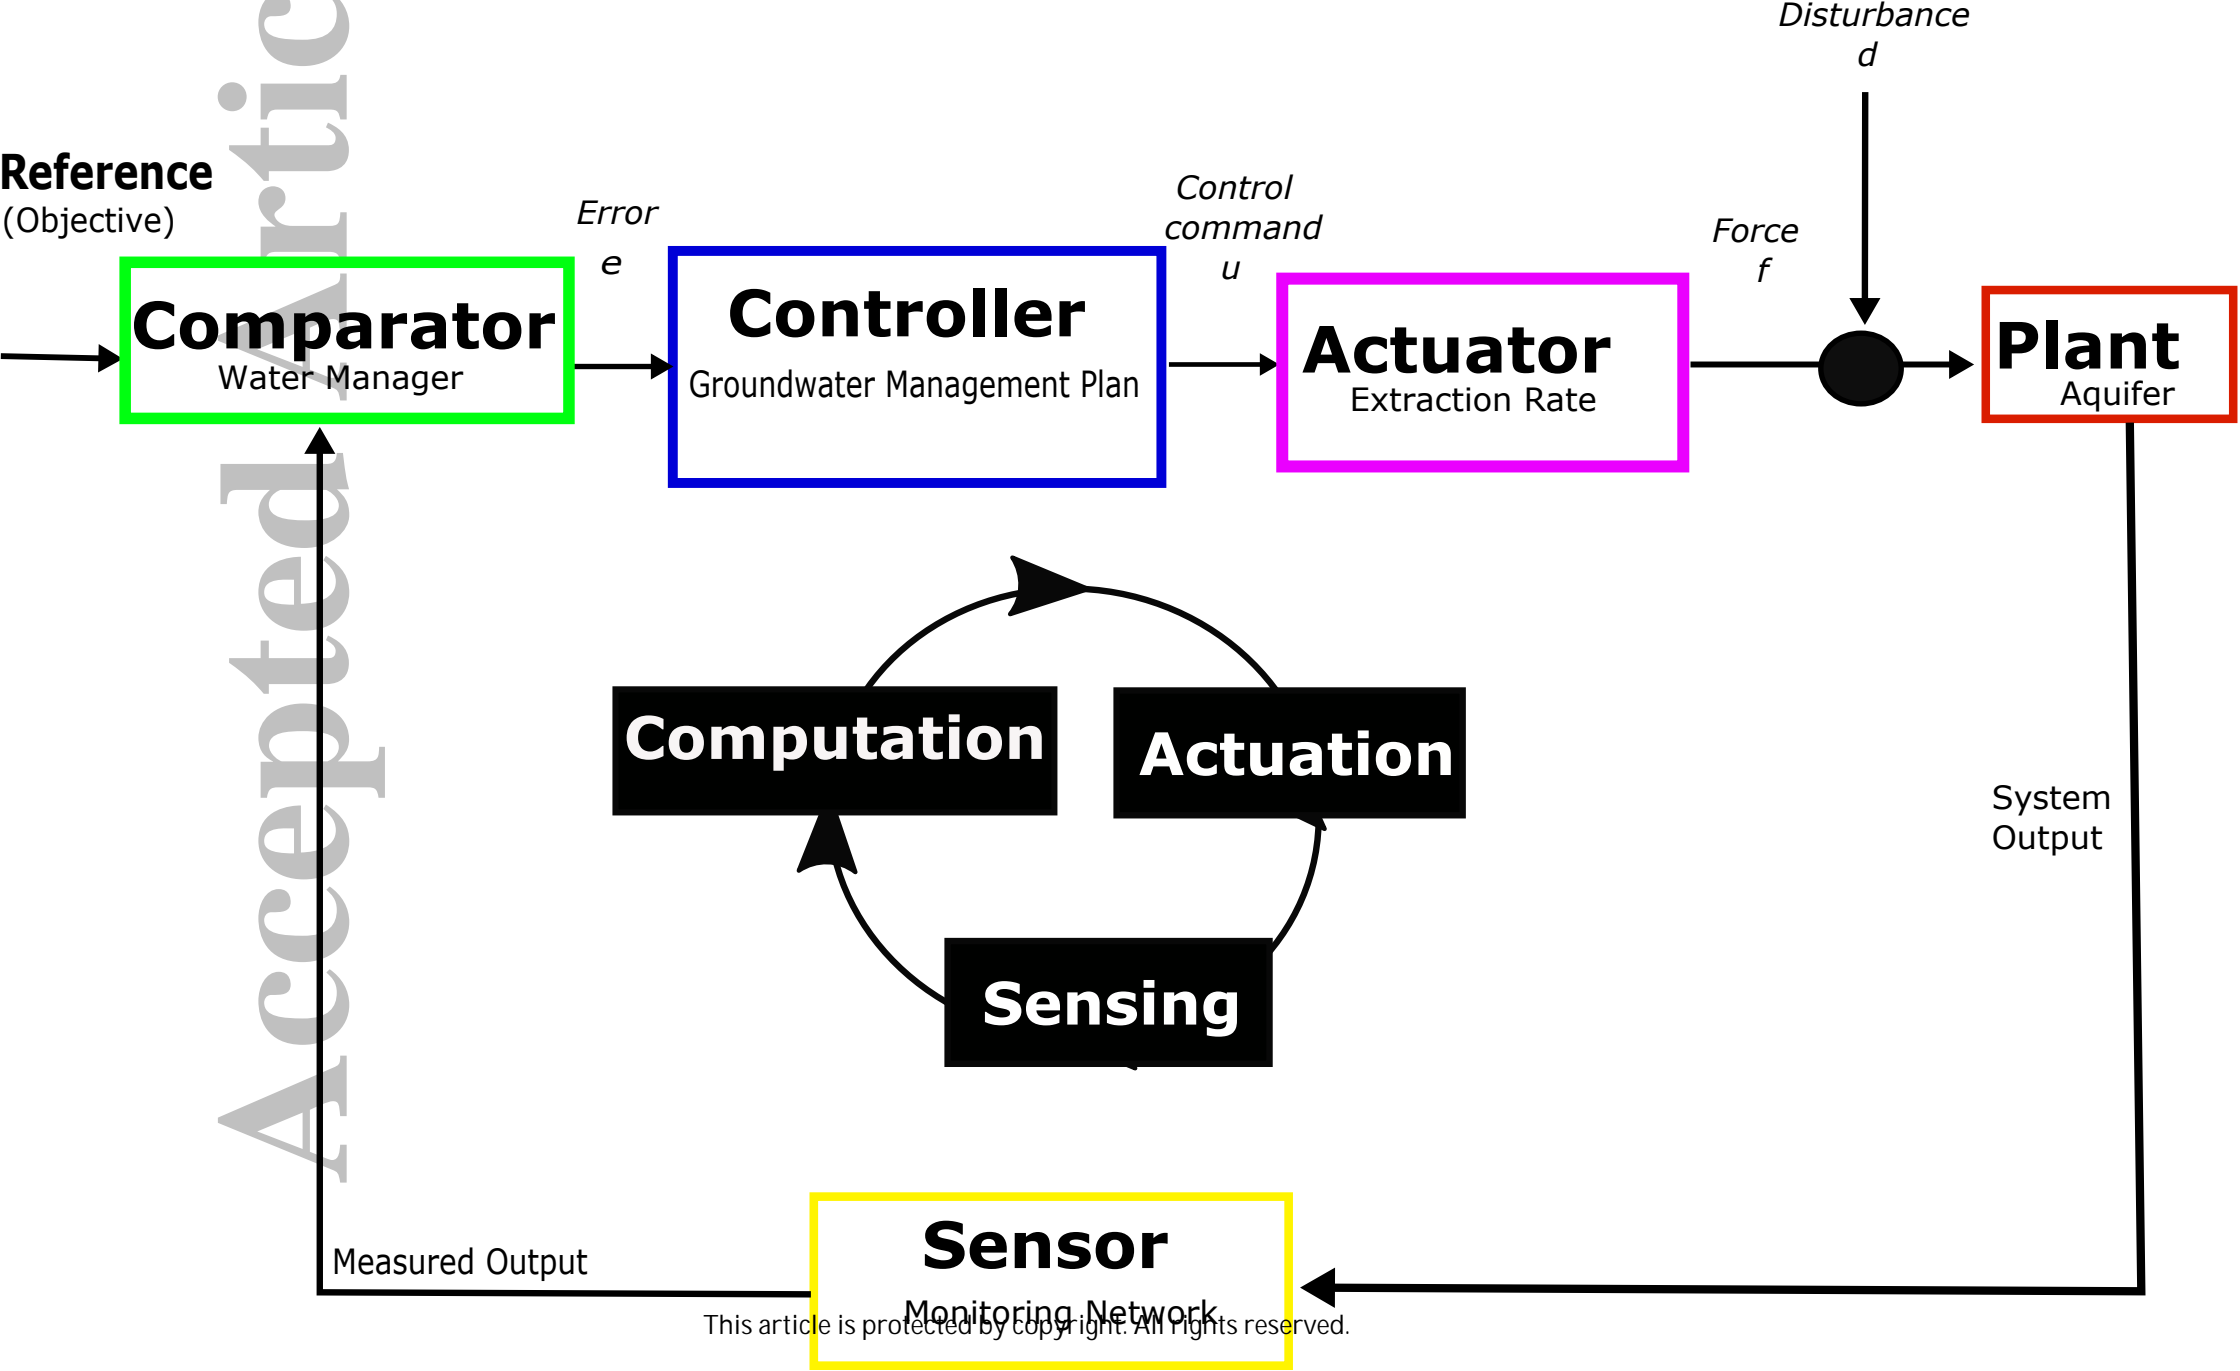 Disturbance
d
Reference
(Objective)
Error
e
Control
command
u
Force
f
Comparator
Water Manager
Controller
Groundwater Management Plan
Actuator
Extraction Rate
Plant
Aquifer
Computation
Actuation
Sensing
System
Output
Measured Output
Sensor
Monitoring Network
This article is protected by copyright. All rights reserved.
Accepted Artic